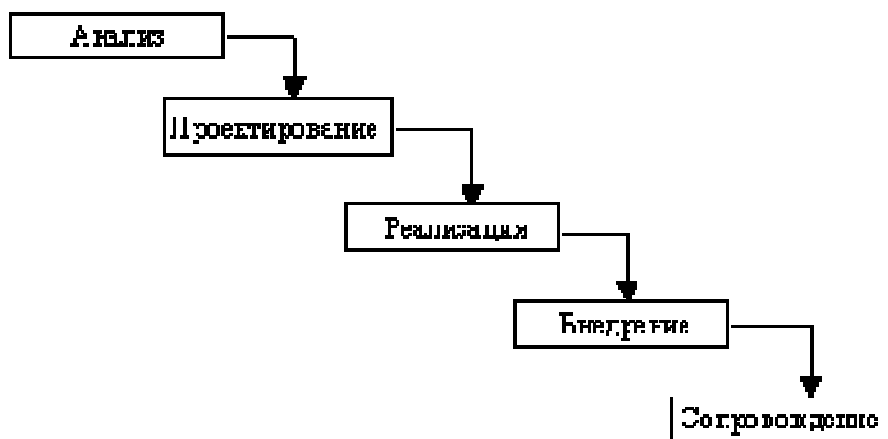 Анализ
Проектирование
Реализация
Внедрение
Сопровождение